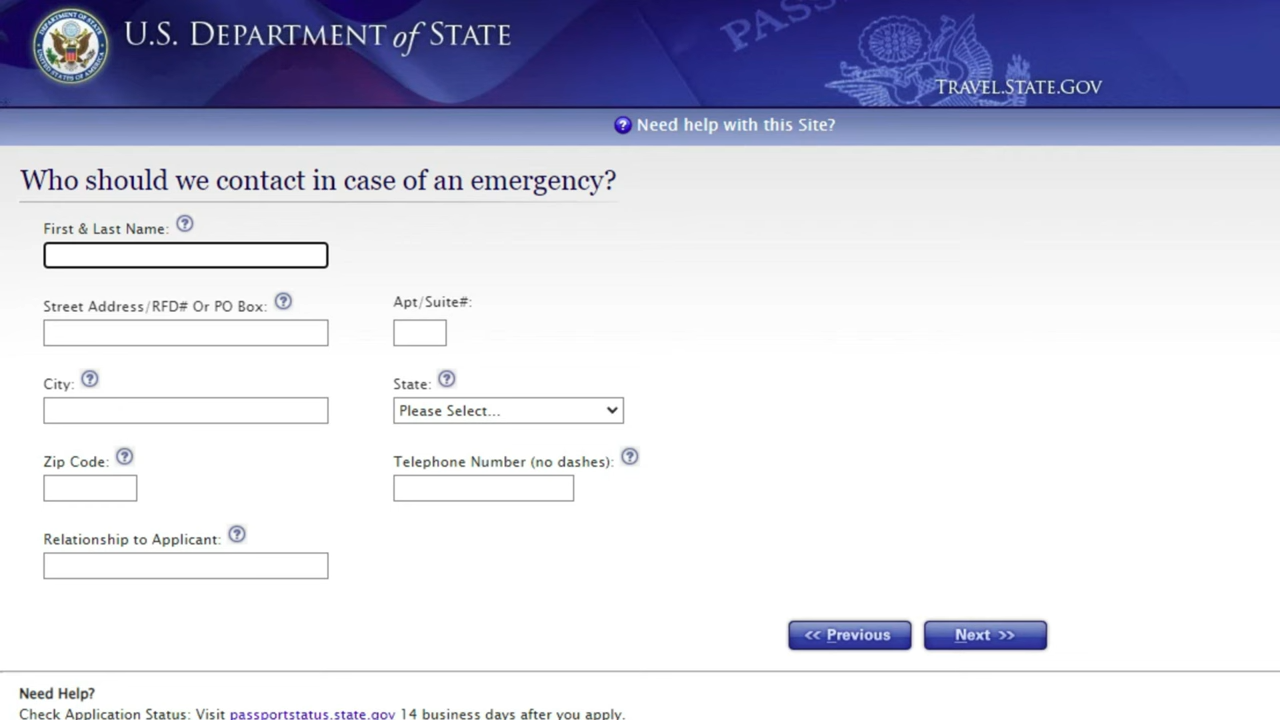 U.S. DEPARTMENT of STATE
PASS
TRAVEL.STATE.GOV
Need help with this Site?
Who should we contact in case of an emergency?
First & Last Name:
Street Address/RFD# Or PO Box:
Apt/Suite#:
City:
State:
Please Select...
Zip Code:
Telephone Number (no dashes):
Relationship to Applicant:
<< Previous
Next >>
Need Help?
Check Application Status: Visit passportstatus.state.gov 14 business days after you apply.